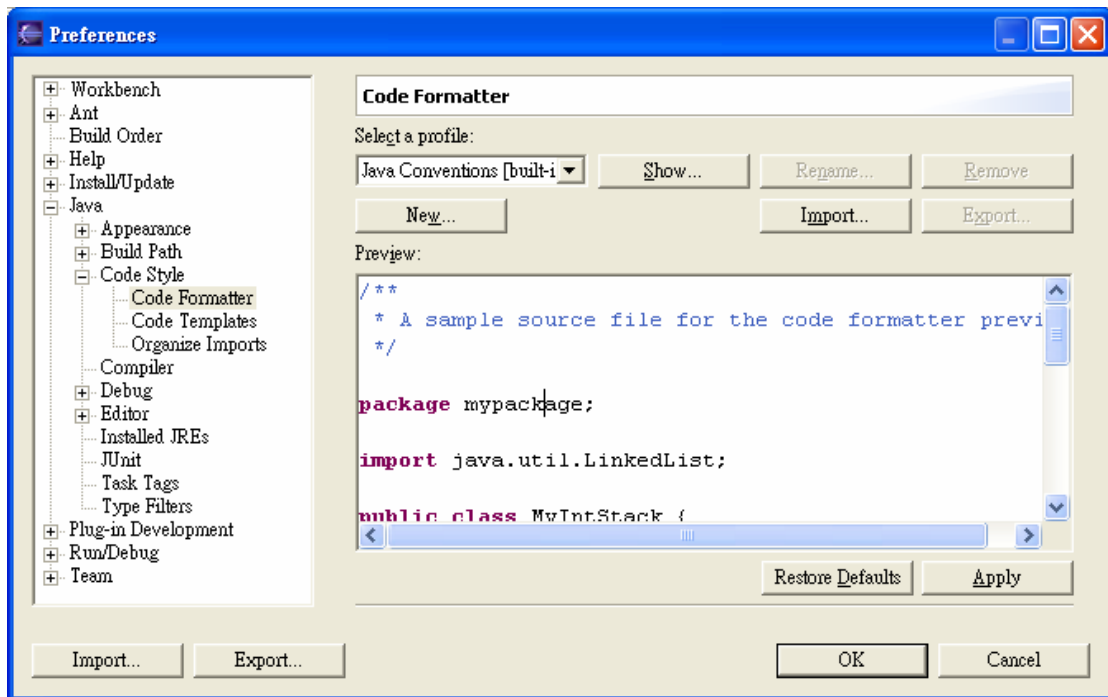 Preferences
Workbench
Ant
Build Order
Help
Install/Update
Java
Appearance
Build Path
Code Style
Code Formatter
Code Templates
Organize Imports
Compiler
Debug
Editor
Installed JREs
JUnit
Task Tags
Type Filters
Plug-in Development
Run/Debug
Team
Code Formatter
Select a profile:
Java Conventions [built-i
Show...
Rename...
Remove
New...
Import...
Export...
Preview:
/**
* A sample source file for the code formatter previ
*/
package mypackage;
import java.util.LinkedList;
public class MyIntStack {
Restore Defaults
Apply
Import...
Export...
OK
Cancel